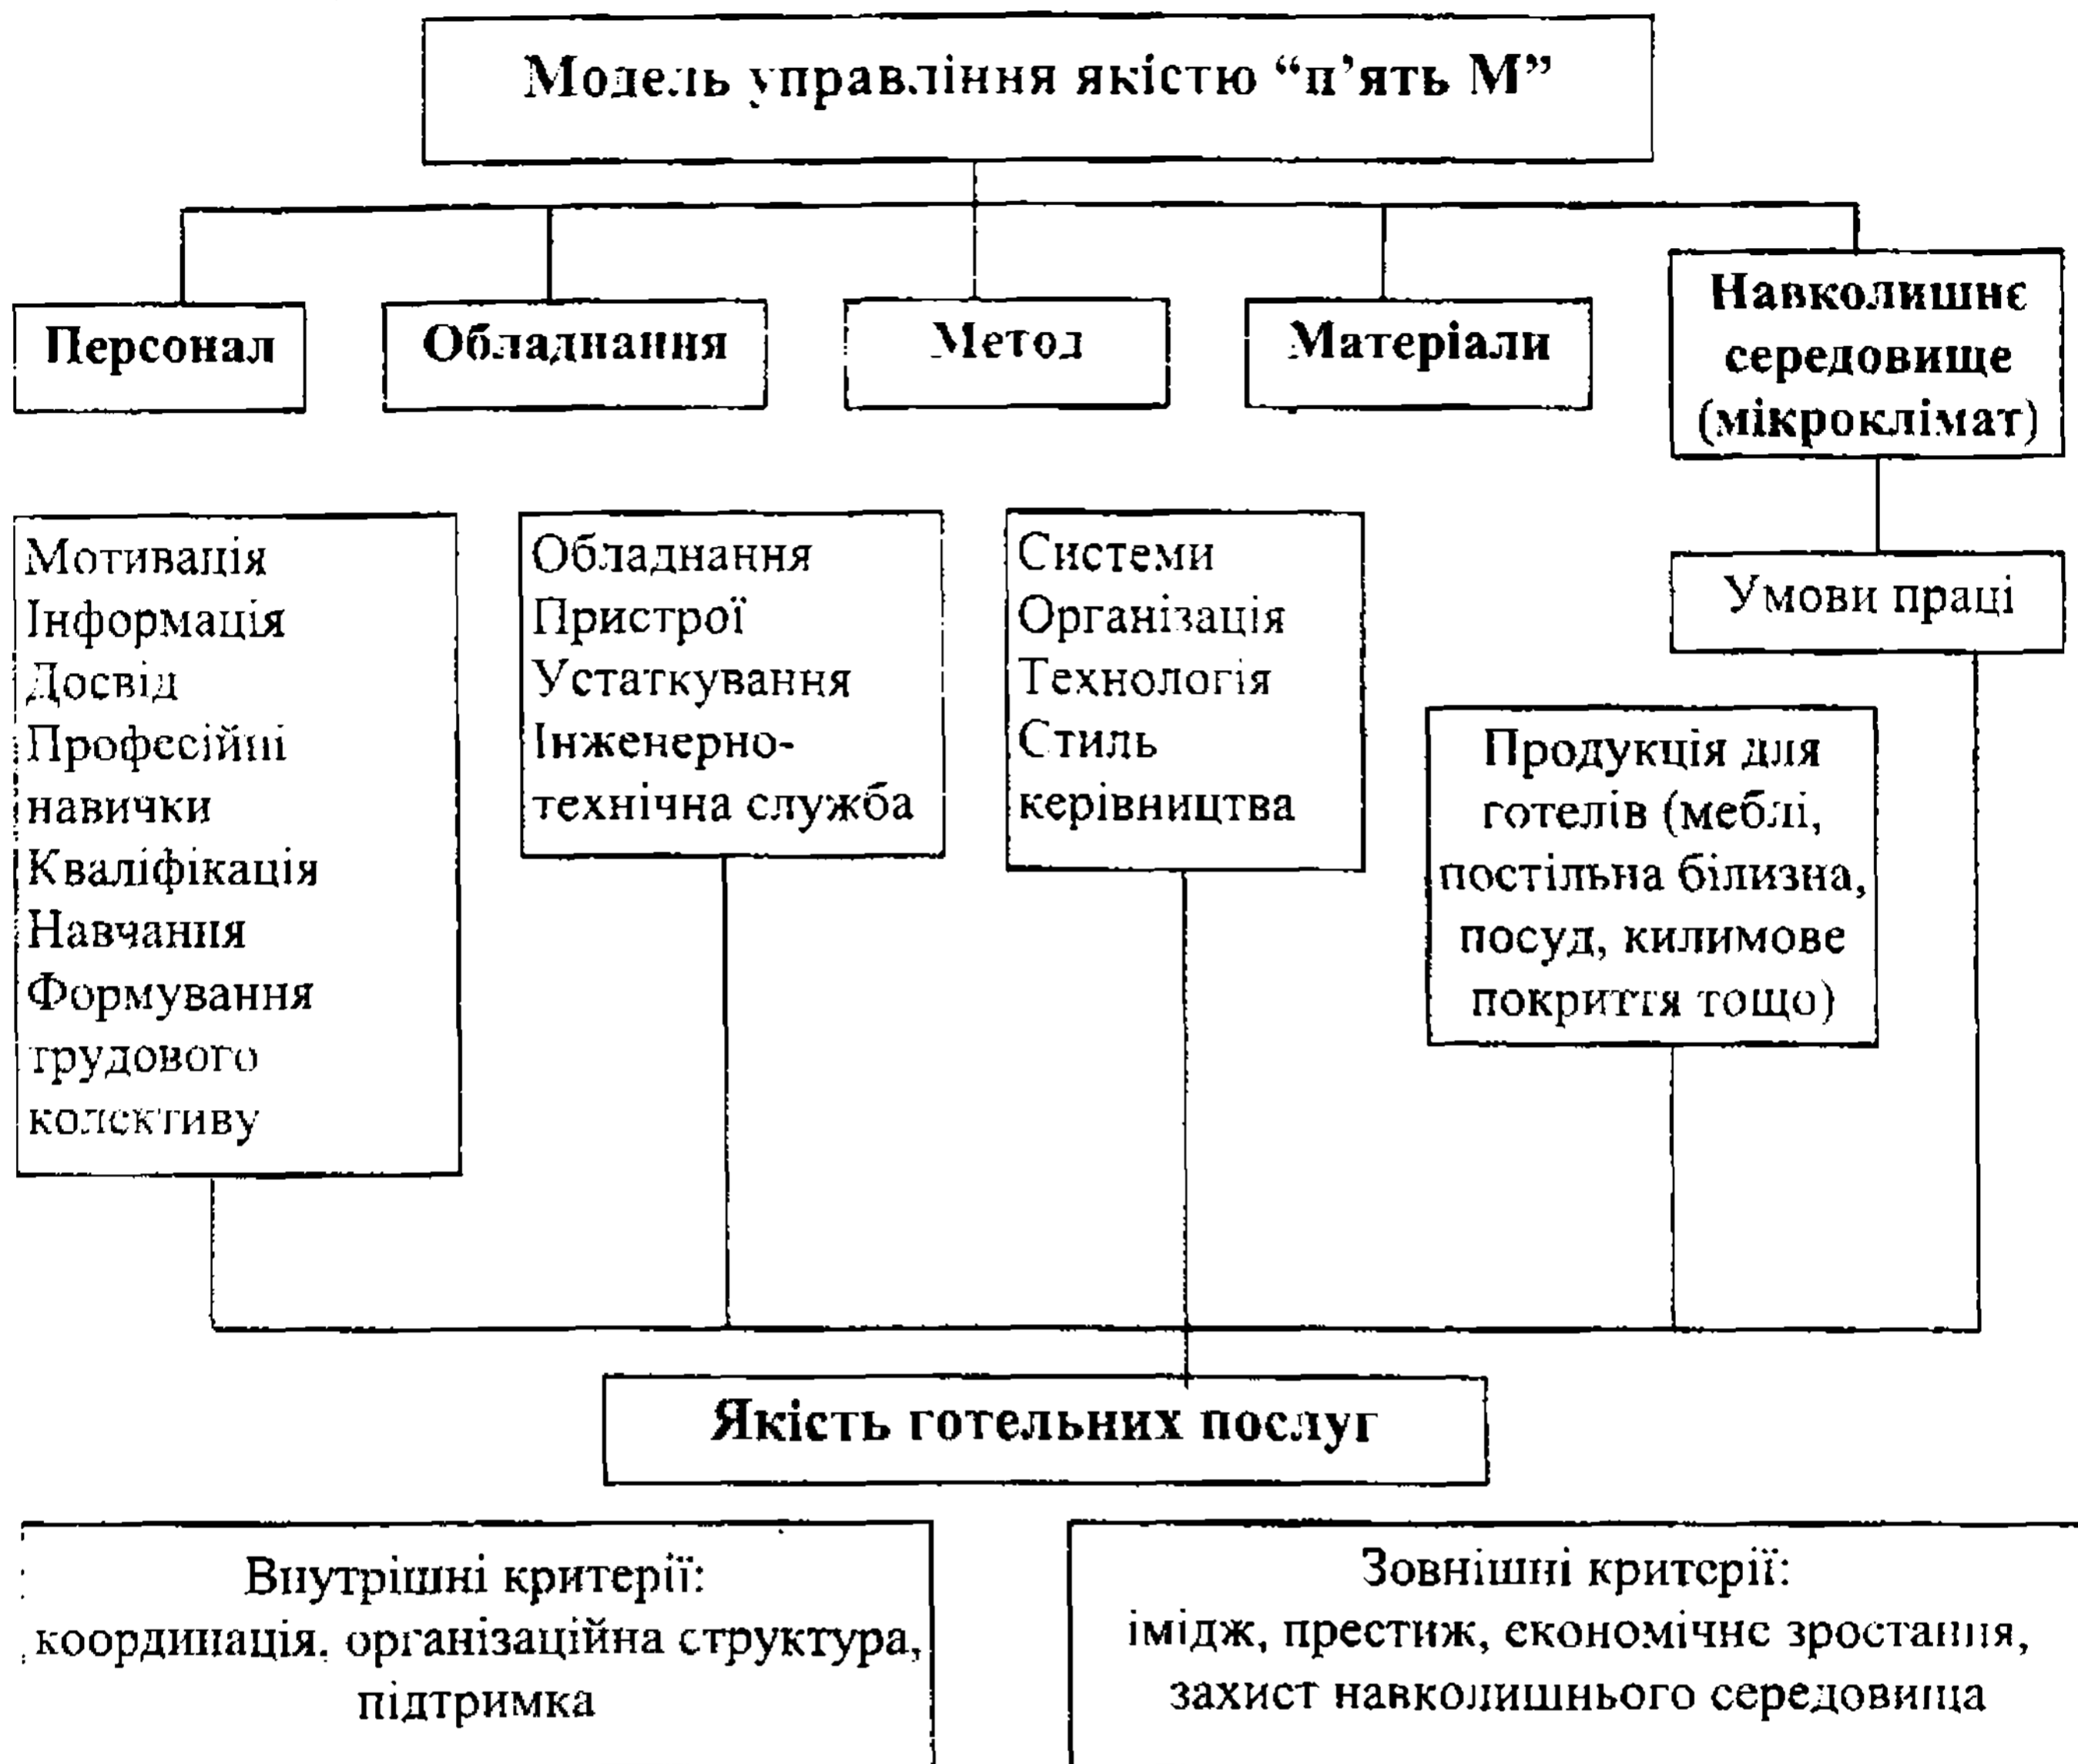 Модель управління якістю “п’ять М”
Персонал
Обладнання
Метод
Матеріали
Навколишнє
середовище
(мікроклімат)
Мотивація
Інформація
Досвід
Професійні
навички
Кваліфікація
Навчання
Формування
трудового
колективу
Обладнання
Пристрої
Устаткування
Інженерно-
технічна служба
Системи
Організація
Технологія
Стиль
керівництва
Умови праці
Продукція для
готелів (меблі,
постільна білизна,
посуд, килимове
покриття тощо)
Якість готельних послуг
Внутрішні критерії:
координація, організаційна структура,
підтримка
Зовнішні критерії:
імідж, престиж, економічне зростання,
захист навколишнього середовища